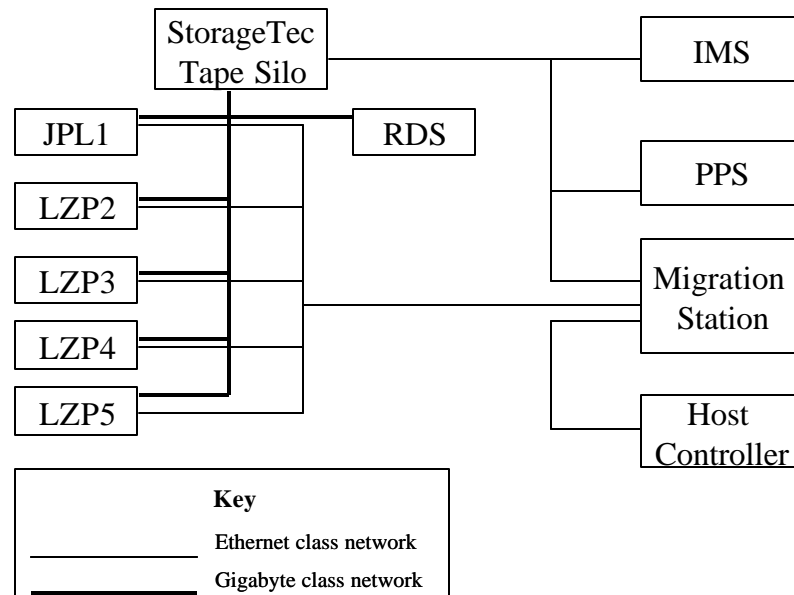 StorageTec
Tape Silo
IMS
JPL1
RDS
PPS
LZP2
LZP3
Migration
Station
LZP4
LZP5
Host
Controller
Key
Ethernet class network
Gigabyte class network